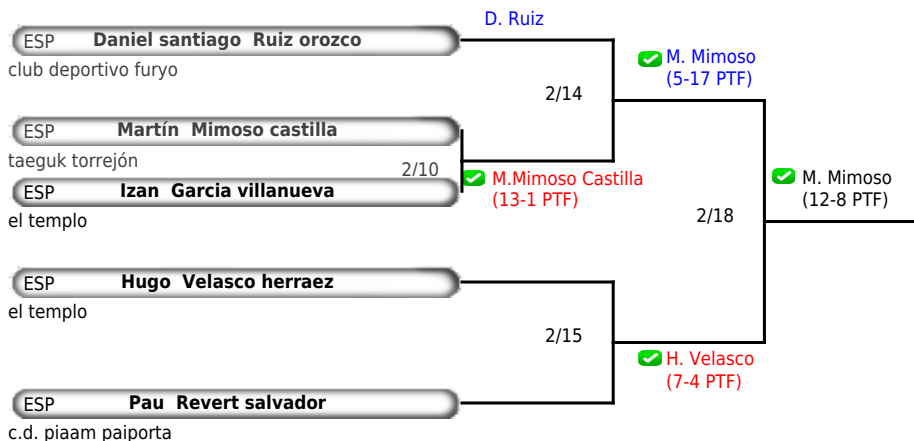 D. Ruiz
ESP Daniel santiago Ruiz orozco
club deportivo furyo
M. Mimoso
(5-17 PTF)
2/14
ESP Martín Mimoso castilla
taeguk torrejón
2/10
M.Mimoso Castilla
(13-1 PTF)
ESP Izan Garcia villanueva
el templo
M. Mimoso
(12-8 PTF)
2/18
ESP Hugo Velasco herraez
el templo
2/15
H. Velasco
(7-4 PTF)
ESP Pau Revert salvador
c.d. piaam paiporta